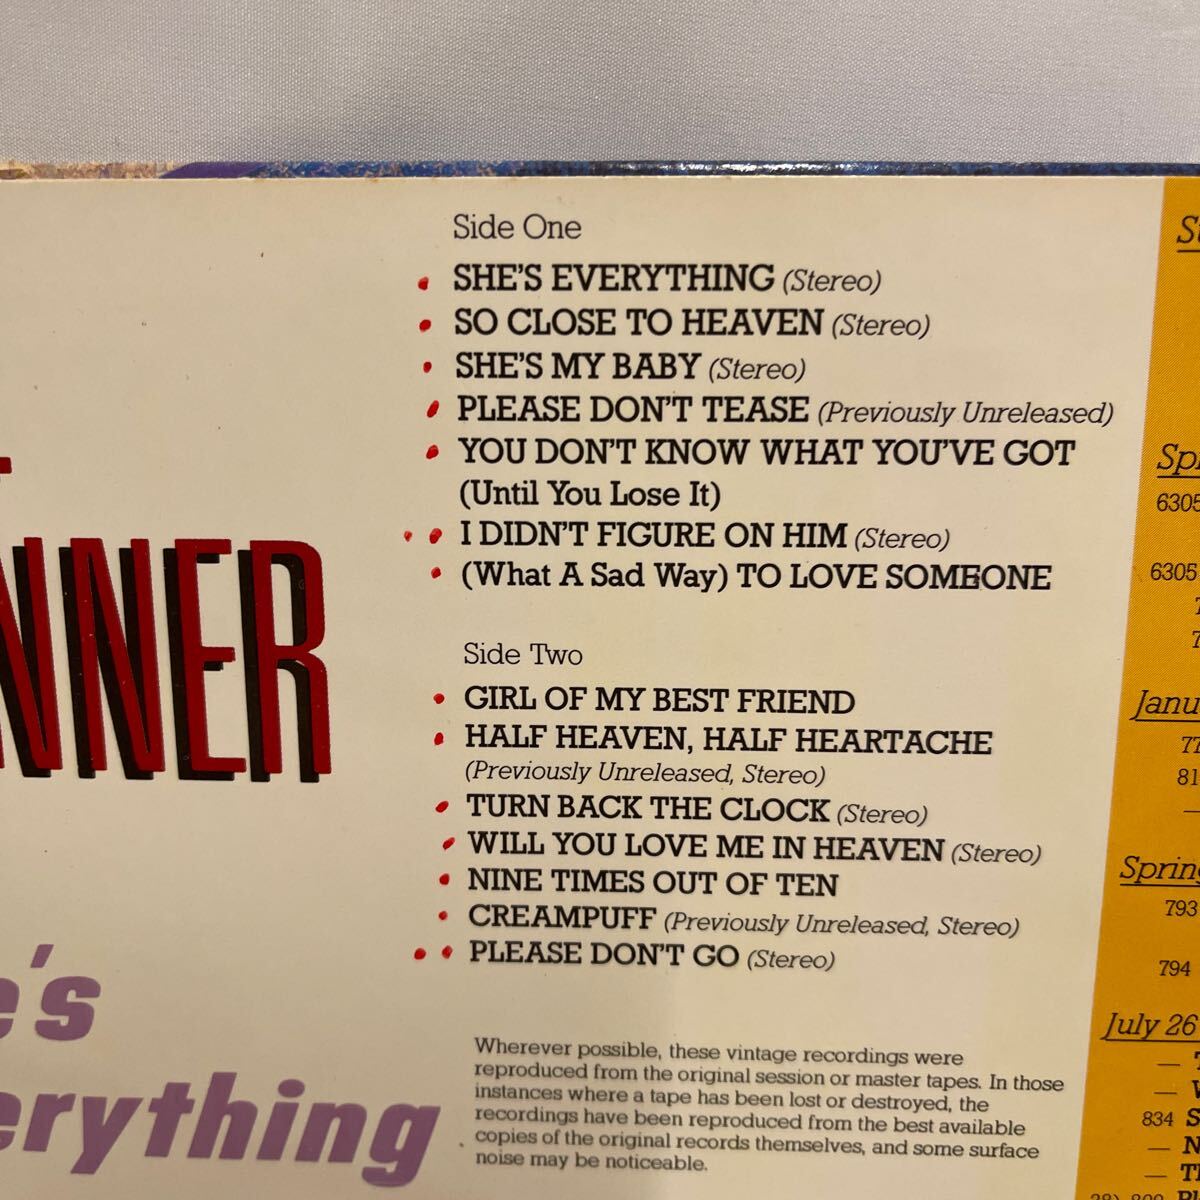 Side One
SHE'S EVERYTHING (Stereo)
SO CLOSE TO HEAVEN (Stereo)
SHE'S MY BABY (Stereo)
PLEASE DON'T TEASE (Previously Unreleased)
YOU DON'T KNOW WHAT YOU'VE GOT
(Until You Lose It)
I DIDN'T FIGURE ON HIM (Stereo)
(What A Sad Way) TO LOVE SOMEONE
Side Two
GIRL OF MY BEST FRIEND
HALF HEAVEN, HALF HEARTACHE
(Previously Unreleased, Stereo)
TURN BACK THE CLOCK (Stereo)
WILL YOU LOVE ME IN HEAVEN (Stereo)
NINE TIMES OUT OF TEN
CREAMPUFF (Previously Unreleased, Stereo)
PLEASE DON'T GO (Stereo)
Wherever possible, these vintage recordings were
reproduced from the original session or master tapes. In those
instances where a tape has been lost or destroyed, the
recordings have been reproduced from the best available
copies of the original records themselves, and some surface
noise may be noticeable.
NNER
e's
erything
6305
6305
Janu
77
81
Spring
793
794
July 26
834 S